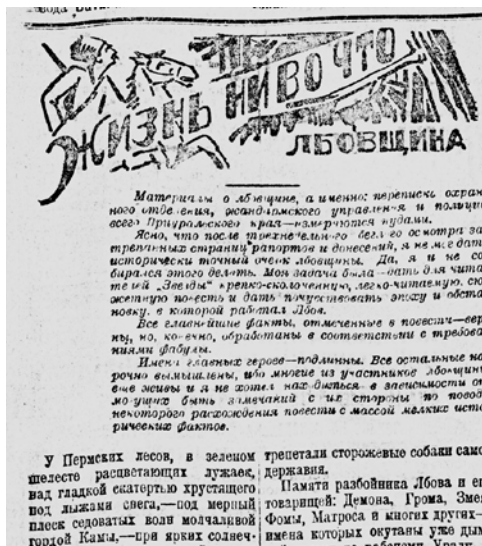 ЖИЗНЬ НИ ВО ЧТО
ЛБОВЩИНА
Материалы о лбовщине, а именно: переписка охран
ного отделения, жандармского управления и полиции
всего Приуральского края—измеряются пудами.
Ясно, что после трехнедельного беглого осмотра за
трепанных страниц рапортов и донесений, я не мог дать
исторически точный очерк лбовщины. Да, я и не со
бирался этого делать. Моя задача была—дать для чита
телей „Звезды" крепко-сколоченную, легко-читаемую, сю
жетную повесть и дать почувствовать эпоху и обста
новку, в которой работал Лбов.
Все главнейшие факты, отмеченные в повести—вер
ны, но, конечно, обработаны в соответствии с требова
ниями фабулы.
Имена главных героев—подлинны. Все остальные на
рочно вымышлены, ибо многие из участников лбовщины
еще живы и я не хотел находиться в зависимости от
могущих быть замечаний с их стороны по поводу
некоторого расхождения повести с массой мелких исто
рических фактов.
У Пермских лесов, в зеленом
шелесте расцветающих лужаек,
над гладкой скатертью хрустящего
под лыжами снега,—под мерный
плеск седоватых волн молчаливой
гордой Камы,—при ярких солнеч-
трепетали сторожевые собаки само
державия.
Памяти разбойника Лбова и ег
товарищей: Демона, Грома, Змея
Фомы, Матроса и многих других—
имена которых окутаны уже дым